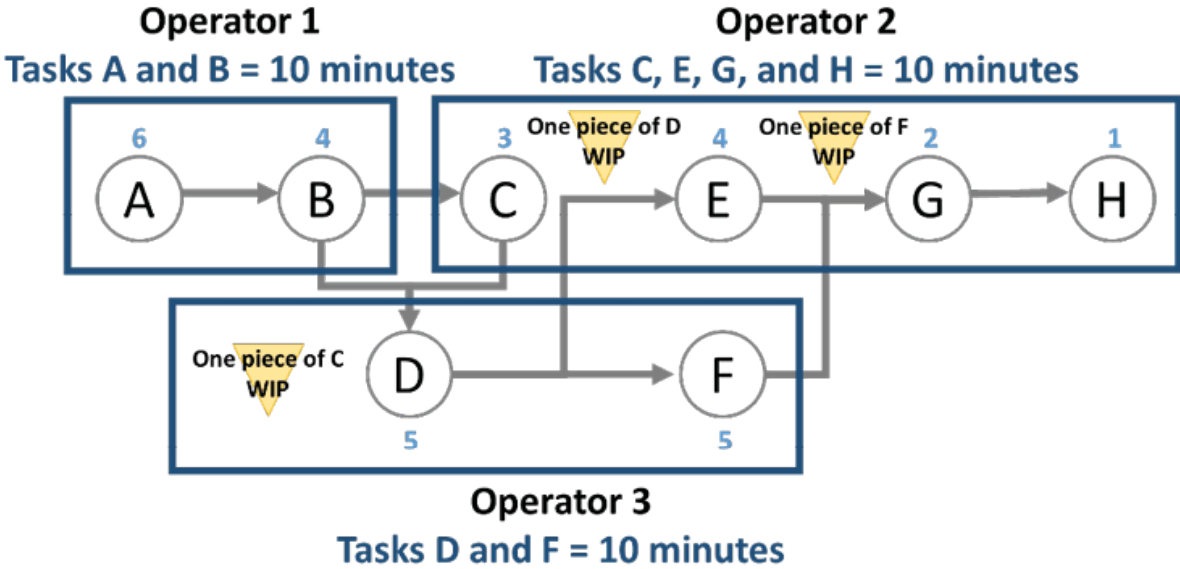 Operator 1
Tasks A and B = 10 minutes
Operator 2
Tasks C, E, G, and H = 10 minutes
6
4
3
One piece of D
WIP
4
One piece of F
WIP
2
1
A
B
C
E
G
H
One piece of C
WIP
D
F
5
5
Operator 3
Tasks D and F = 10 minutes